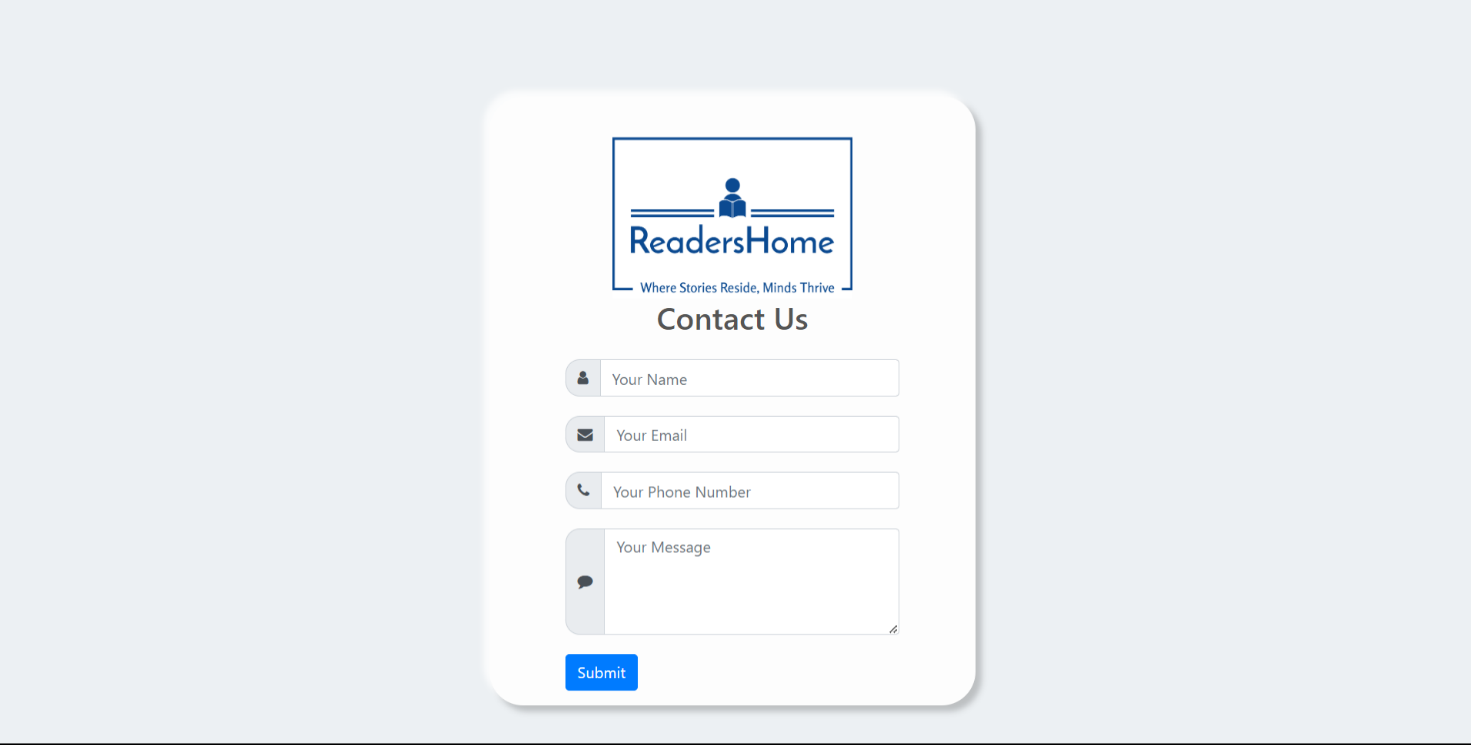 ReadersHome
Where Stories Reside, Minds Thrive
Contact Us
Your Name
Your Email
Your Phone Number
Your Message
Submit